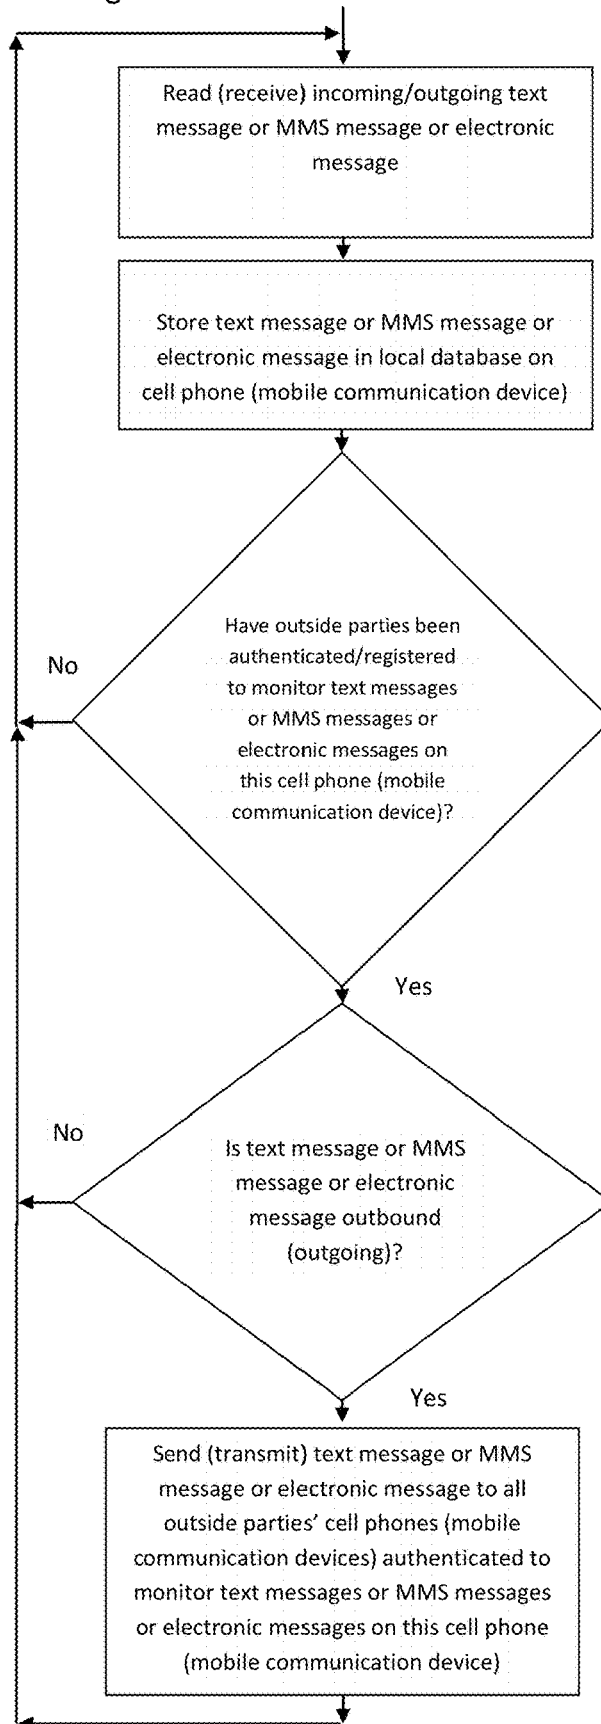 Read (receive) incoming/outgoing text
message or MMS message or electronic
message
Store text message or MMS message or
electronic message in local database on
cell phone (mobile communication device)
Have outside parties been
authenticated/registered
to monitor text messages
or MMS messages or
electronic messages on
this cell phone (mobile
communication device)?
No
Yes
Is text message or MMS
message or electronic
message outbound
(outgoing)?
No
Yes
Send (transmit) text message or MMS
message or electronic message to all
outside parties' cell phones (mobile
communication devices) authenticated to
monitor text messages or MMS messages
or electronic messages on this cell phone
(mobile communication device)